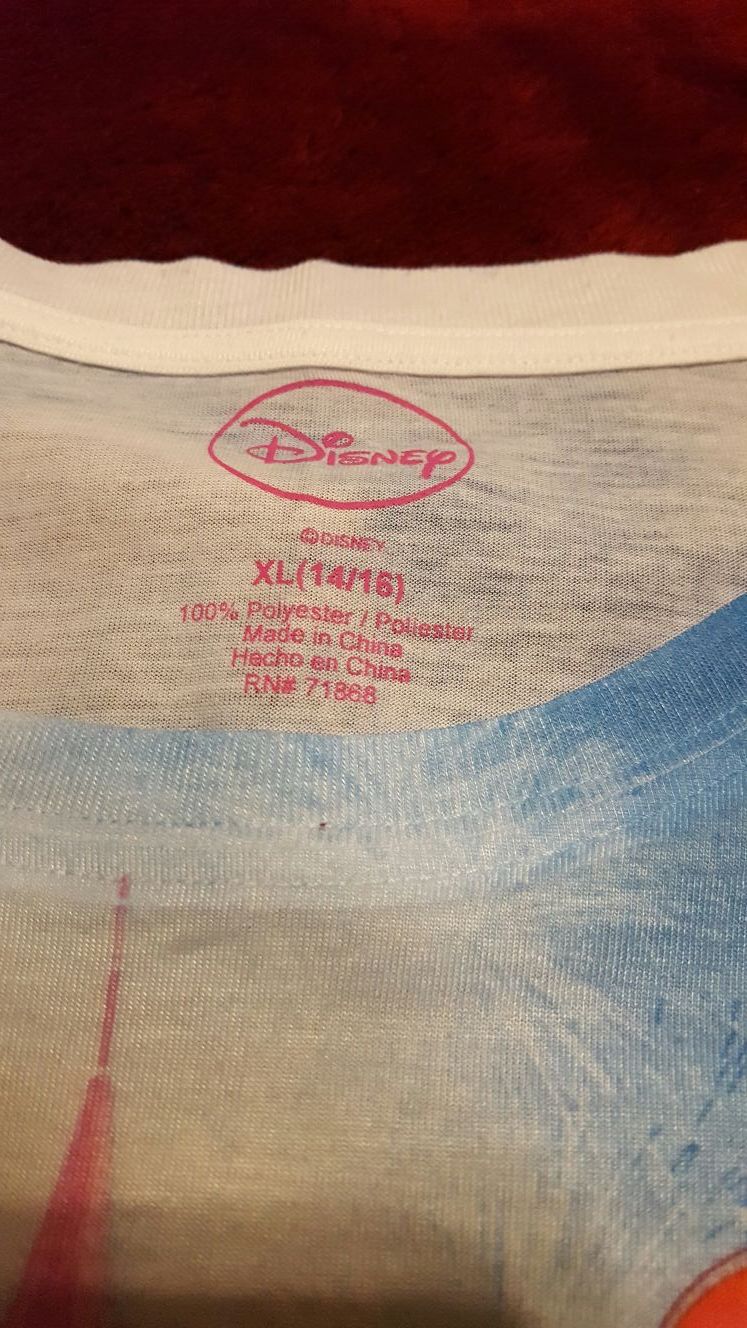 Disney
©DISNEY
XL(14/16)
100% Polyester / Poliester
Made in China
Hecho en China
RN# 71868